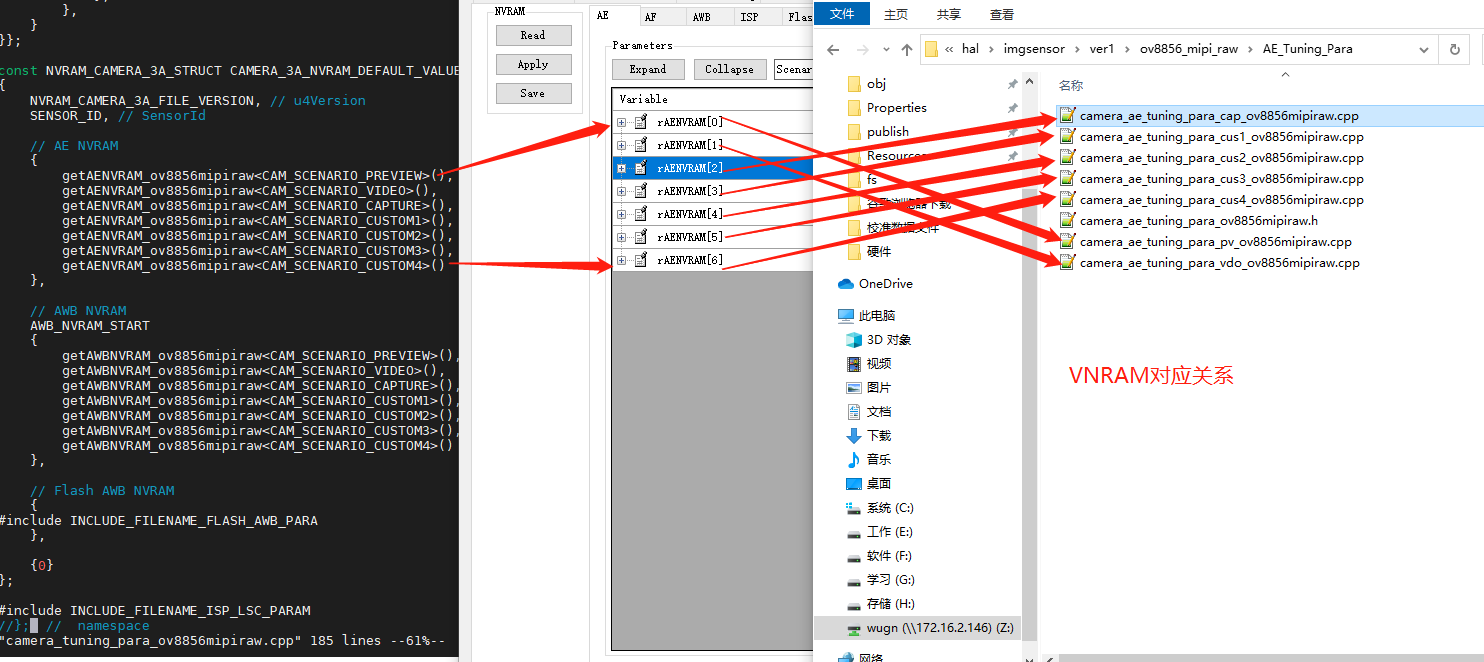 },
}
}};
const NVRAM_CAMERA_3A_STRUCT CAMERA_3A_NVRAM_DEFAULT_VALUE
{
NVRAM_CAMERA_3A_FILE_VERSION, // u4Version
SENSOR_ID, // SensorId
// AE NVRAM
{
getAENVRAM_ov8856mipiraw<CAM_SCENARIO_PREVIEW>(),
getAENVRAM_ov8856mipiraw<CAM_SCENARIO_VIDEO>(),
getAENVRAM_ov8856mipiraw<CAM_SCENARIO_CAPTURE>(),
getAENVRAM_ov8856mipiraw<CAM_SCENARIO_CUSTOM1>(),
getAENVRAM_ov8856mipiraw<CAM_SCENARIO_CUSTOM2>(),
getAENVRAM_ov8856mipiraw<CAM_SCENARIO_CUSTOM3>(),
getAENVRAM_ov8856mipiraw<CAM_SCENARIO_CUSTOM4>()
},
// AWB NVRAM
AWB_NVRAM_START
{
getAWBNVRAM_ov8856mipiraw<CAM_SCENARIO_PREVIEW>(),
getAWBNVRAM_ov8856mipiraw<CAM_SCENARIO_VIDEO>(),
getAWBNVRAM_ov8856mipiraw<CAM_SCENARIO_CAPTURE>(),
getAWBNVRAM_ov8856mipiraw<CAM_SCENARIO_CUSTOM1>(),
getAWBNVRAM_ov8856mipiraw<CAM_SCENARIO_CUSTOM2>(),
getAWBNVRAM_ov8856mipiraw<CAM_SCENARIO_CUSTOM3>(),
getAWBNVRAM_ov8856mipiraw<CAM_SCENARIO_CUSTOM4>()
},
// Flash AWB NVRAM
{
#include INCLUDE_FILENAME_FLASH_AWB_PARA
},
{0}
};
#include INCLUDE_FILENAME_ISP_LSC_PARAM
//}; // namespace
"camera_tuning_para_ov8856mipiraw.cpp" 185 lines --61%--
NVRAM
Read
Apply
Save
AE AF AWB ISP Flas
Parameters
Expand Collapse Scenar
Variable
rAENVRAM[0]
rAENVRAM[1]
rAENVRAM[2]
rAENVRAM[3]
rAENVRAM[4]
rAENVRAM[5]
rAENVRAM[6]
文件 主页 共享 查看
« hal › imgsensor › ver1 › ov8856_mipi_raw › AE_Tuning_Para
obj
Properties
publish
Resources
fs
谷歌浏览器下载
校准数据文件
硬件
OneDrive
此电脑
3D 对象
视频
图片
文档
下载
音乐
桌面
系统 (C:)
工作 (E:)
软件 (F:)
学习 (G:)
存储 (H:)
wugn (\\172.16.2.146) (Z:)
网络
名称
camera_ae_tuning_para_cap_ov8856mipiraw.cpp
camera_ae_tuning_para_cus1_ov8856mipiraw.cpp
camera_ae_tuning_para_cus2_ov8856mipiraw.cpp
camera_ae_tuning_para_cus3_ov8856mipiraw.cpp
camera_ae_tuning_para_cus4_ov8856mipiraw.cpp
camera_ae_tuning_para_ov8856mipiraw.h
camera_ae_tuning_para_pv_ov8856mipiraw.cpp
camera_ae_tuning_para_vdo_ov8856mipiraw.cpp
VNRAM对应关系